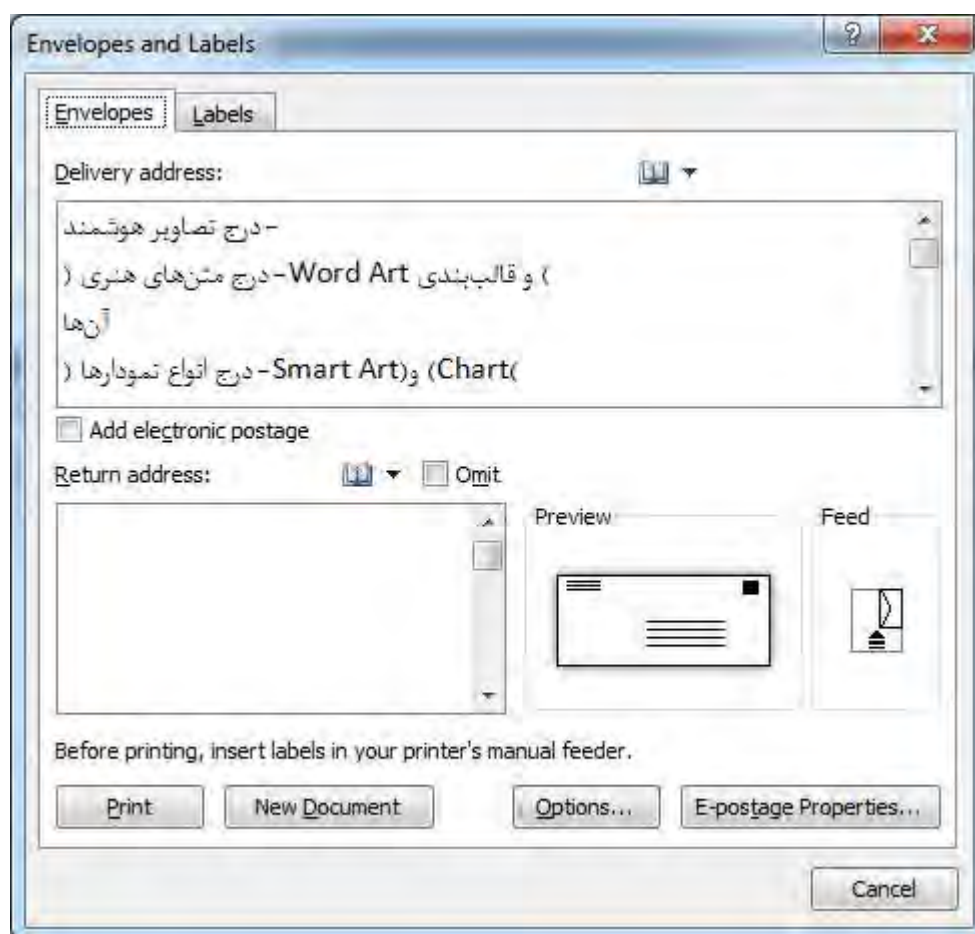 Envelopes and Labels
Envelopes Labels
Delivery address:
-درج تصاویر هوشمند
-درج متن‌های هنری ( Word Art) و قالب‌بندی
آن‌ها
-درج انواع نمودارها ( Smart Art) و (Chart)
Add electronic postage
Return address: Omit
Preview
Feed
Before printing, insert labels in your printer's manual feeder.
Print New Document Options... E-postage Properties...
Cancel